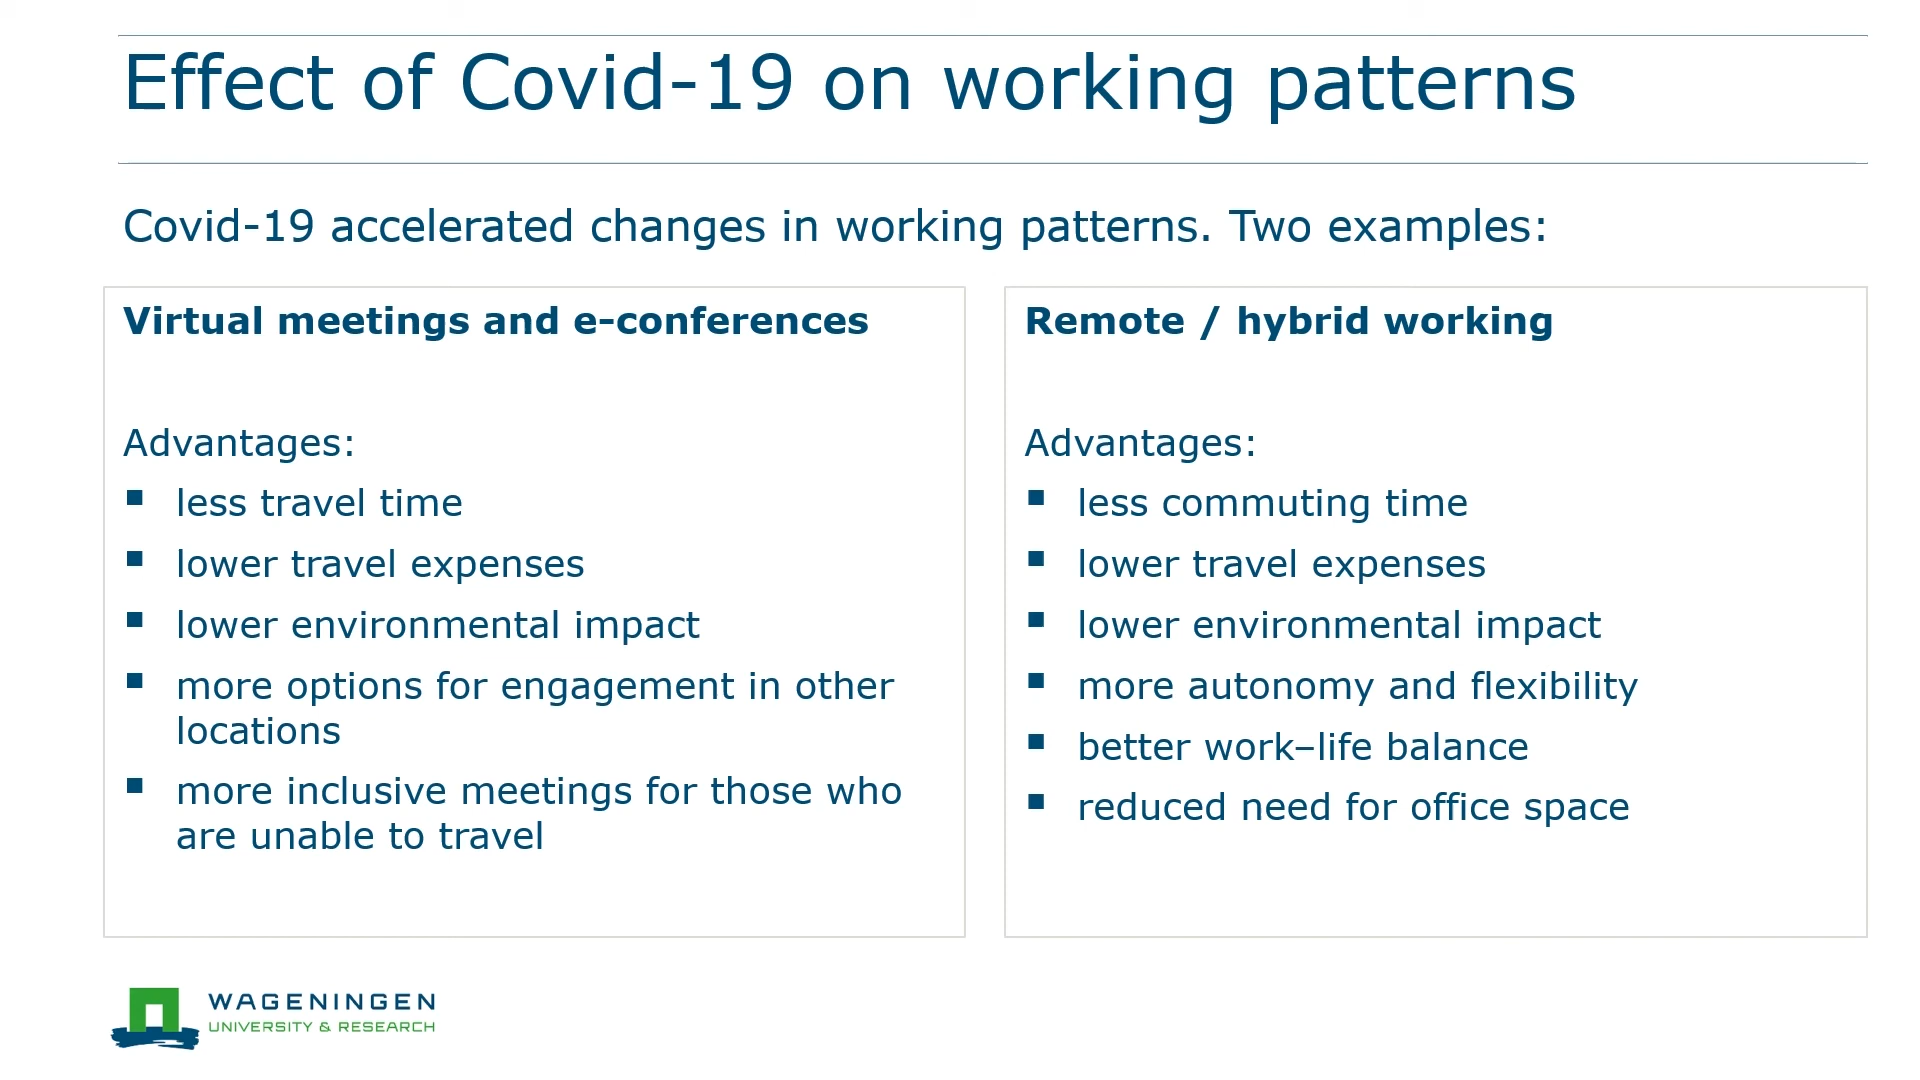 Effect of Covid-19 on working patterns
Covid-19 accelerated changes in working patterns. Two examples:
Virtual meetings and e-conferences
Advantages:
▪ less travel time
▪ lower travel expenses
▪ lower environmental impact
▪ more options for engagement in other
locations
▪ more inclusive meetings for those who
are unable to travel
Remote / hybrid working
Advantages:
▪ less commuting time
▪ lower travel expenses
▪ lower environmental impact
▪ more autonomy and flexibility
▪ better work–life balance
▪ reduced need for office space
WAGENINGEN
UNIVERSITY & RESEARCH